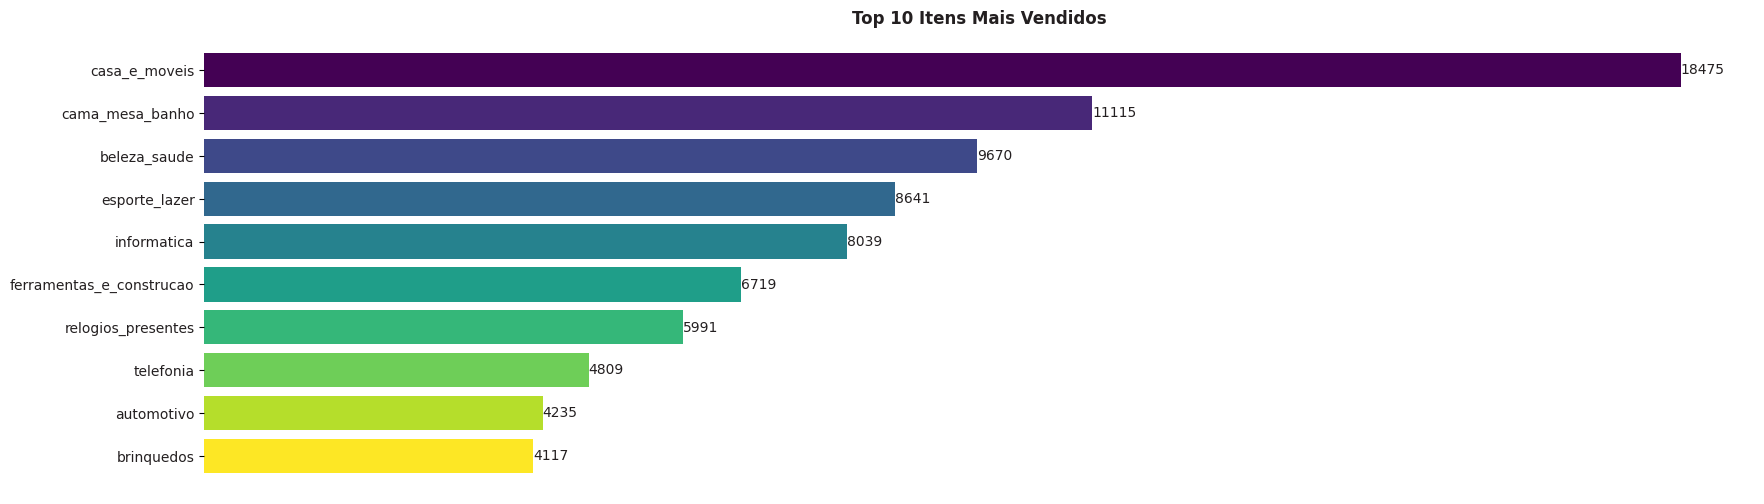 Top 10 Itens Mais Vendidos
casa_e_moveis 18475
cama_mesa_banho 11115
beleza_saude 9670
esporte_lazer 8641
informatica 8039
ferramentas_e_construcao 6719
relogios_presentes 5991
telefonia 4809
automotivo 4235
brinquedos 4117